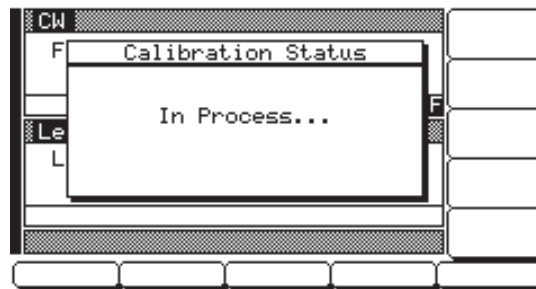 CW
F
Calibration Status
In Process...
F
Le
L